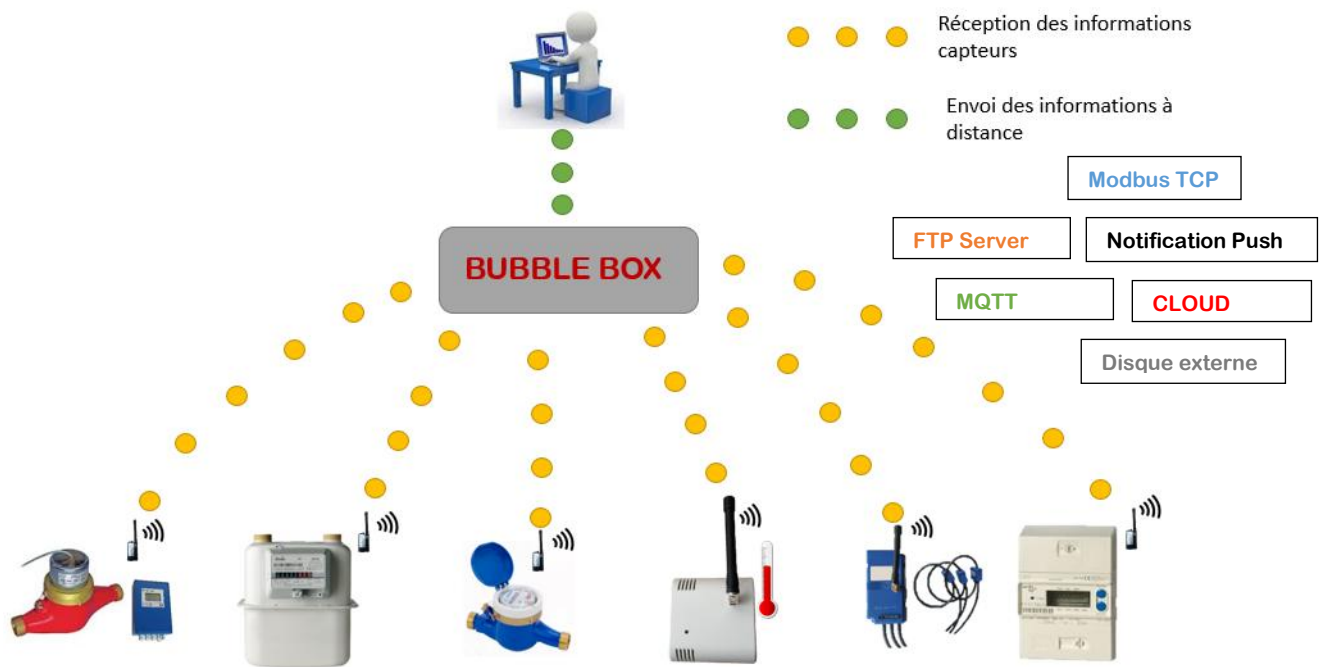 Réception des informations
capteurs
Envoi des informations à
distance
Modbus TCP
FTP Server
Notification Push
BUBBLE BOX
MQTT
CLOUD
Disque externe